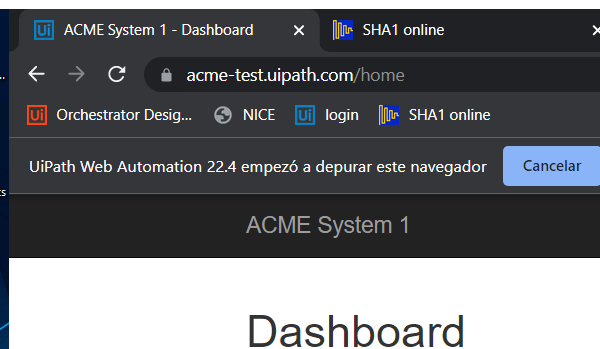 Ui ACME System 1 - Dashboard SHA1 online
acme-test.uipath.com/home
Ui Orchestrator Desig... NICE Ui login SHA1 online
UiPath Web Automation 22.4 empezó a depurar este navegador Cancelar
ACME System 1
Dashboard